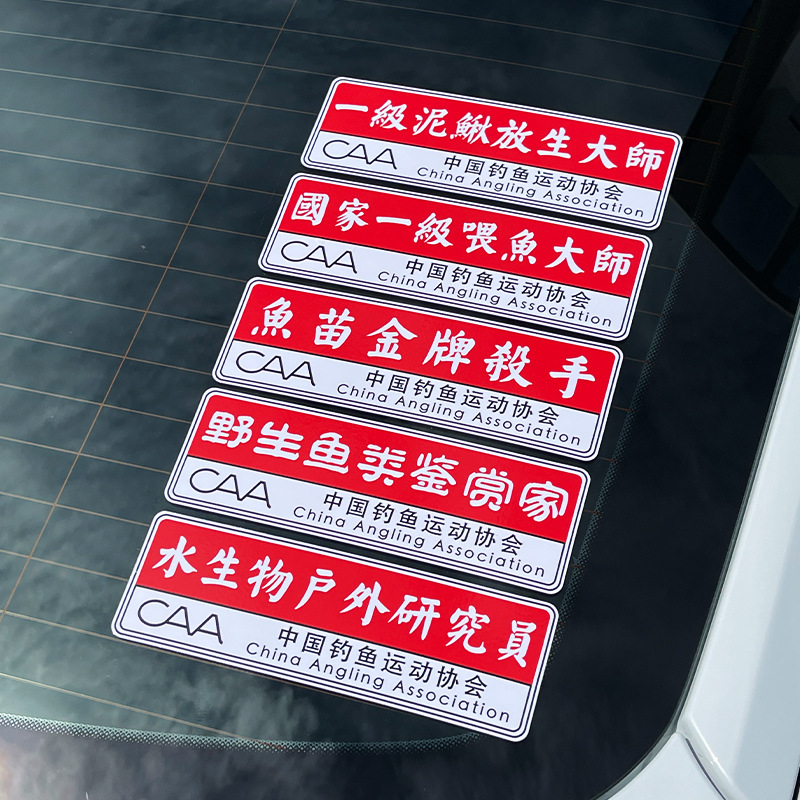 一級泥鰍放生大師
CAA 中国钓鱼运动协会
China Angling Association
國家一級喂魚大師
CAA 中国钓鱼运动协会
China Angling Association
魚苗金牌殺手
CAA 中国钓鱼运动协会
China Angling Association
野生鱼类鉴赏家
CAA 中国钓鱼运动协会
China Angling Association
水生物户外研究員
CAA 中国钓鱼运动协会
China Angling Association